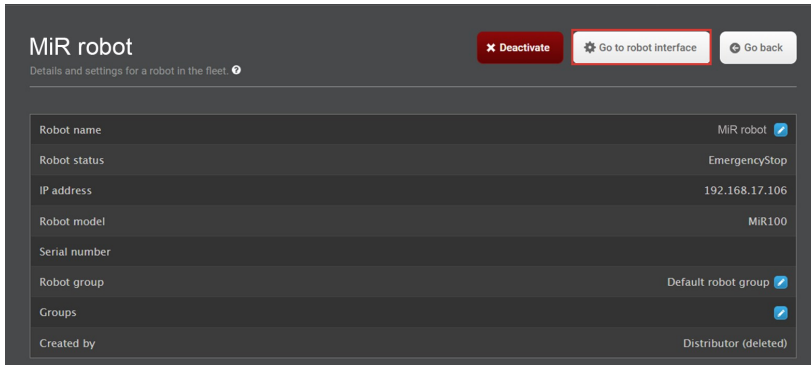 MiR robot
Deactivate
Go to robot interface
Go back
Details and settings for a robot in the fleet.
Robot name MiR robot
Robot status EmergencyStop
IP address 192.168.17.106
Robot model MiR100
Serial number
Robot group Default robot group
Groups
Created by Distributor (deleted)